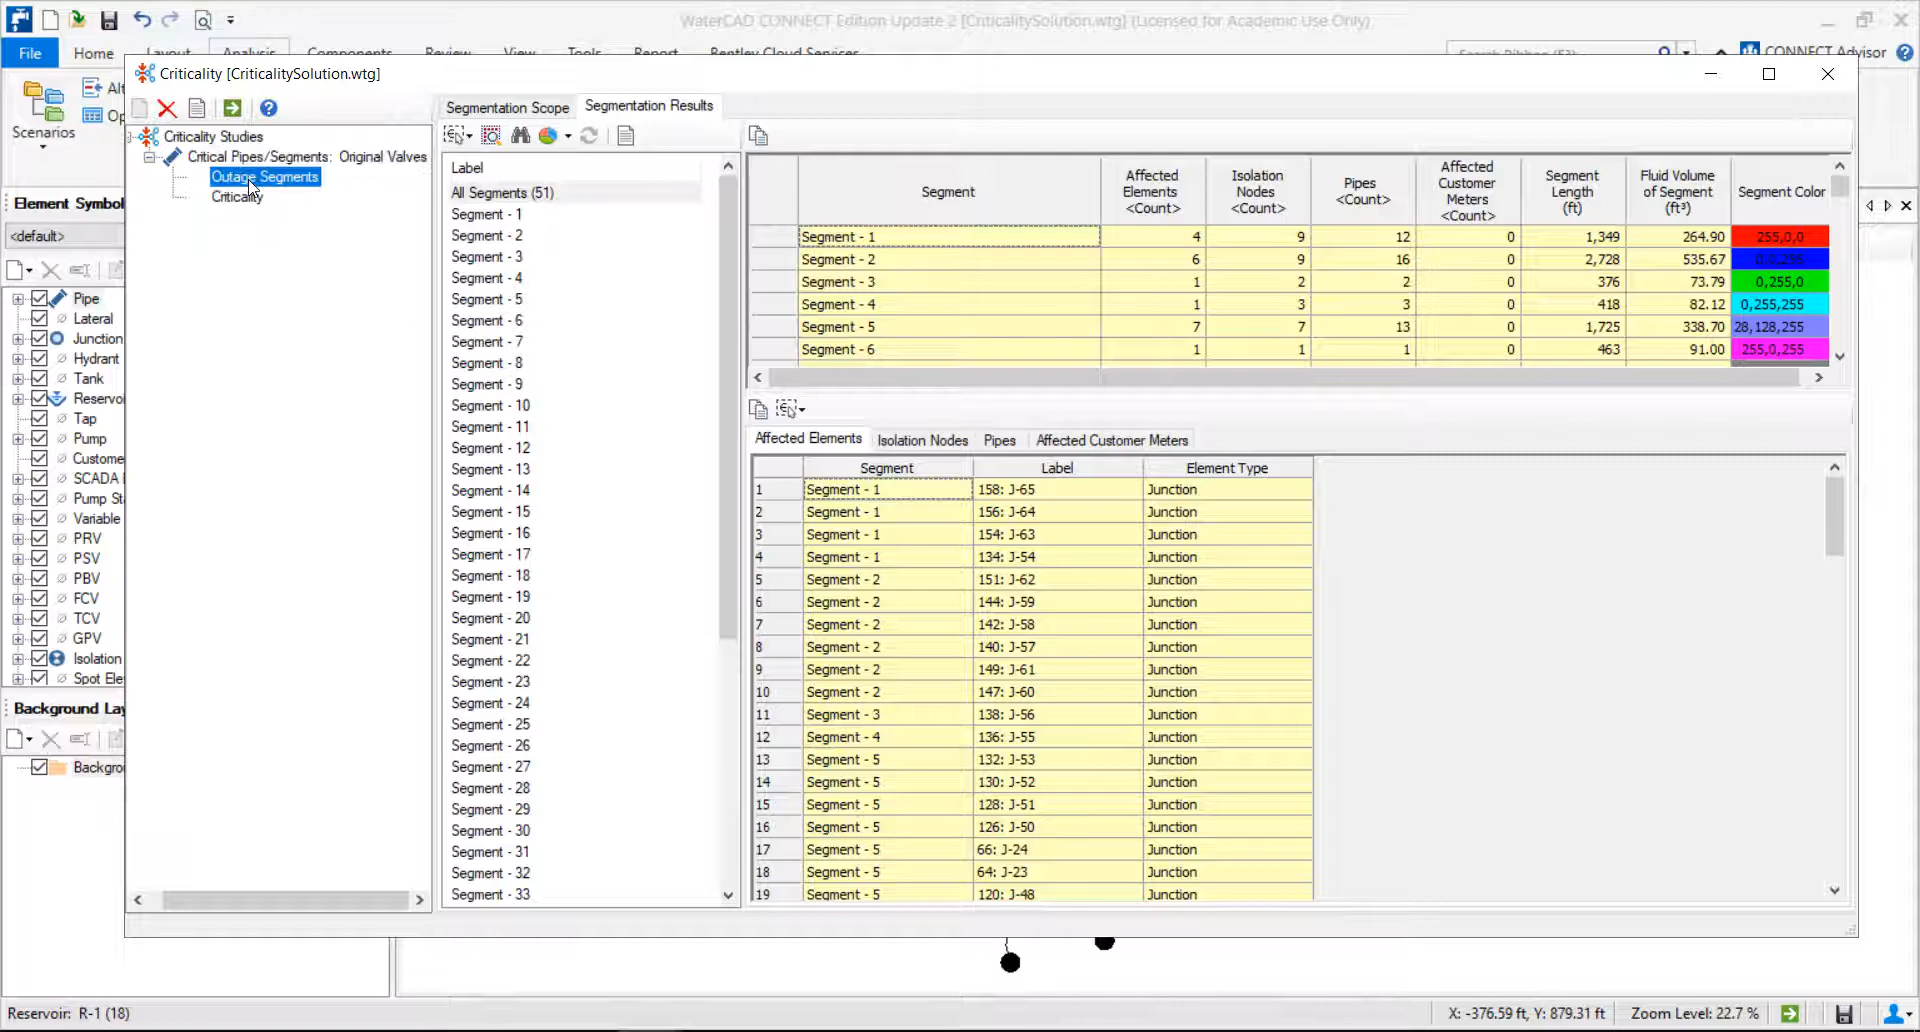 WaterCAD CONNECT Edition Update 2 [CriticalitySolution.wtg] (Licensed for Academic Use Only)
File
Home
Layout
Analysis
Components
Review
View
Tools
Report
Bentley Cloud Services
CONNECT Advisor
Scenarios
Criticality [CriticalitySolution.wtg]
Criticality Studies
Critical Pipes/Segments: Original Valves
Outage Segments
Criticality
Segmentation Scope
Segmentation Results
Label
All Segments (51)
Segment - 1
Segment - 2
Segment - 3
Segment - 4
Segment - 5
Segment - 6
Segment - 7
Segment - 8
Segment - 9
Segment - 10
Segment - 11
Segment - 12
Segment - 13
Segment - 14
Segment - 15
Segment - 16
Segment - 17
Segment - 18
Segment - 19
Segment - 20
Segment - 21
Segment - 22
Segment - 23
Segment - 24
Segment - 25
Segment - 26
Segment - 27
Segment - 28
Segment - 29
Segment - 30
Segment - 31
Segment - 32
Segment - 33
Segment
Affected Elements <Count>
Isolation Nodes <Count>
Pipes <Count>
Affected Customer Meters <Count>
Segment Length (ft)
Fluid Volume of Segment (ft³)
Segment Color
Segment - 1 4 9 12 0 1,349 264.90 255,0,0
Segment - 2 6 9 16 0 2,728 535.67 0,0,255
Segment - 3 1 2 2 0 376 73.79 0,255,0
Segment - 4 1 3 3 0 418 82.12 0,255,255
Segment - 5 7 7 13 0 1,725 338.70 28,128,255
Segment - 6 1 1 1 0 463 91.00 255,0,255
Affected Elements
Isolation Nodes
Pipes
Affected Customer Meters
Segment Label Element Type
1 Segment - 1 158: J-65 Junction
2 Segment - 1 156: J-64 Junction
3 Segment - 1 154: J-63 Junction
4 Segment - 1 134: J-54 Junction
5 Segment - 2 151: J-62 Junction
6 Segment - 2 144: J-59 Junction
7 Segment - 2 142: J-58 Junction
8 Segment - 2 140: J-57 Junction
9 Segment - 2 149: J-61 Junction
10 Segment - 2 147: J-60 Junction
11 Segment - 3 138: J-56 Junction
12 Segment - 4 136: J-55 Junction
13 Segment - 5 132: J-53 Junction
14 Segment - 5 130: J-52 Junction
15 Segment - 5 128: J-51 Junction
16 Segment - 5 126: J-50 Junction
17 Segment - 5 66: J-24 Junction
18 Segment - 5 64: J-23 Junction
19 Segment - 5 120: J-48 Junction
Element Symbol
<default>
Pipe
Lateral
Junction
Hydrant
Tank
Reservoi
Tap
Pump
Custome
SCADA
Pump St
Variable
PRV
PSV
PBV
FCV
TCV
GPV
Isolation
Spot Ele
Background La
Backgro
Reservoir: R-1 (18)
X: -376.59 ft, Y: 879.31 ft
Zoom Level: 22.7 %